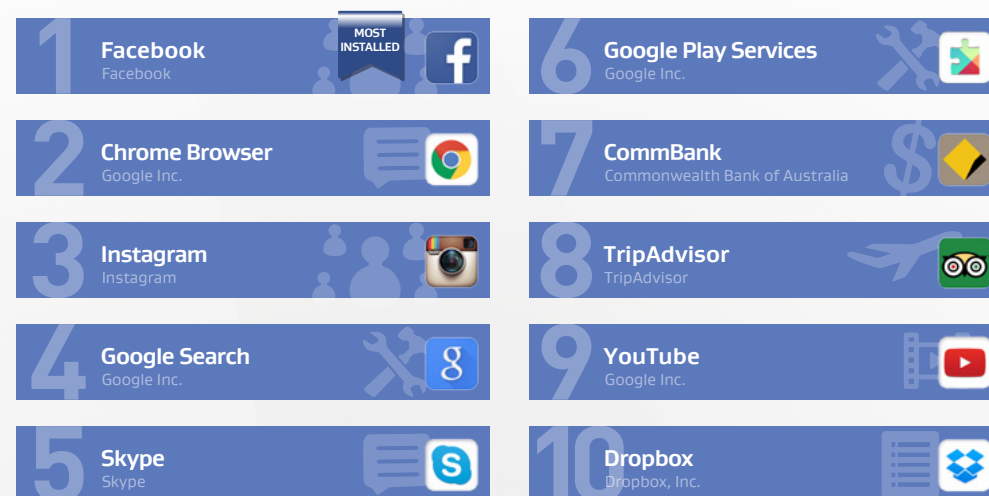 1
Facebook
Facebook
MOST
INSTALLED
2
Chrome Browser
Google Inc.
3
Instagram
Instagram
4
Google Search
Google Inc.
5
Skype
Skype
6
Google Play Services
Google Inc.
7
CommBank
Commonwealth Bank of Australia
8
TripAdvisor
TripAdvisor
9
YouTube
Google Inc.
10
Dropbox
Dropbox, Inc.